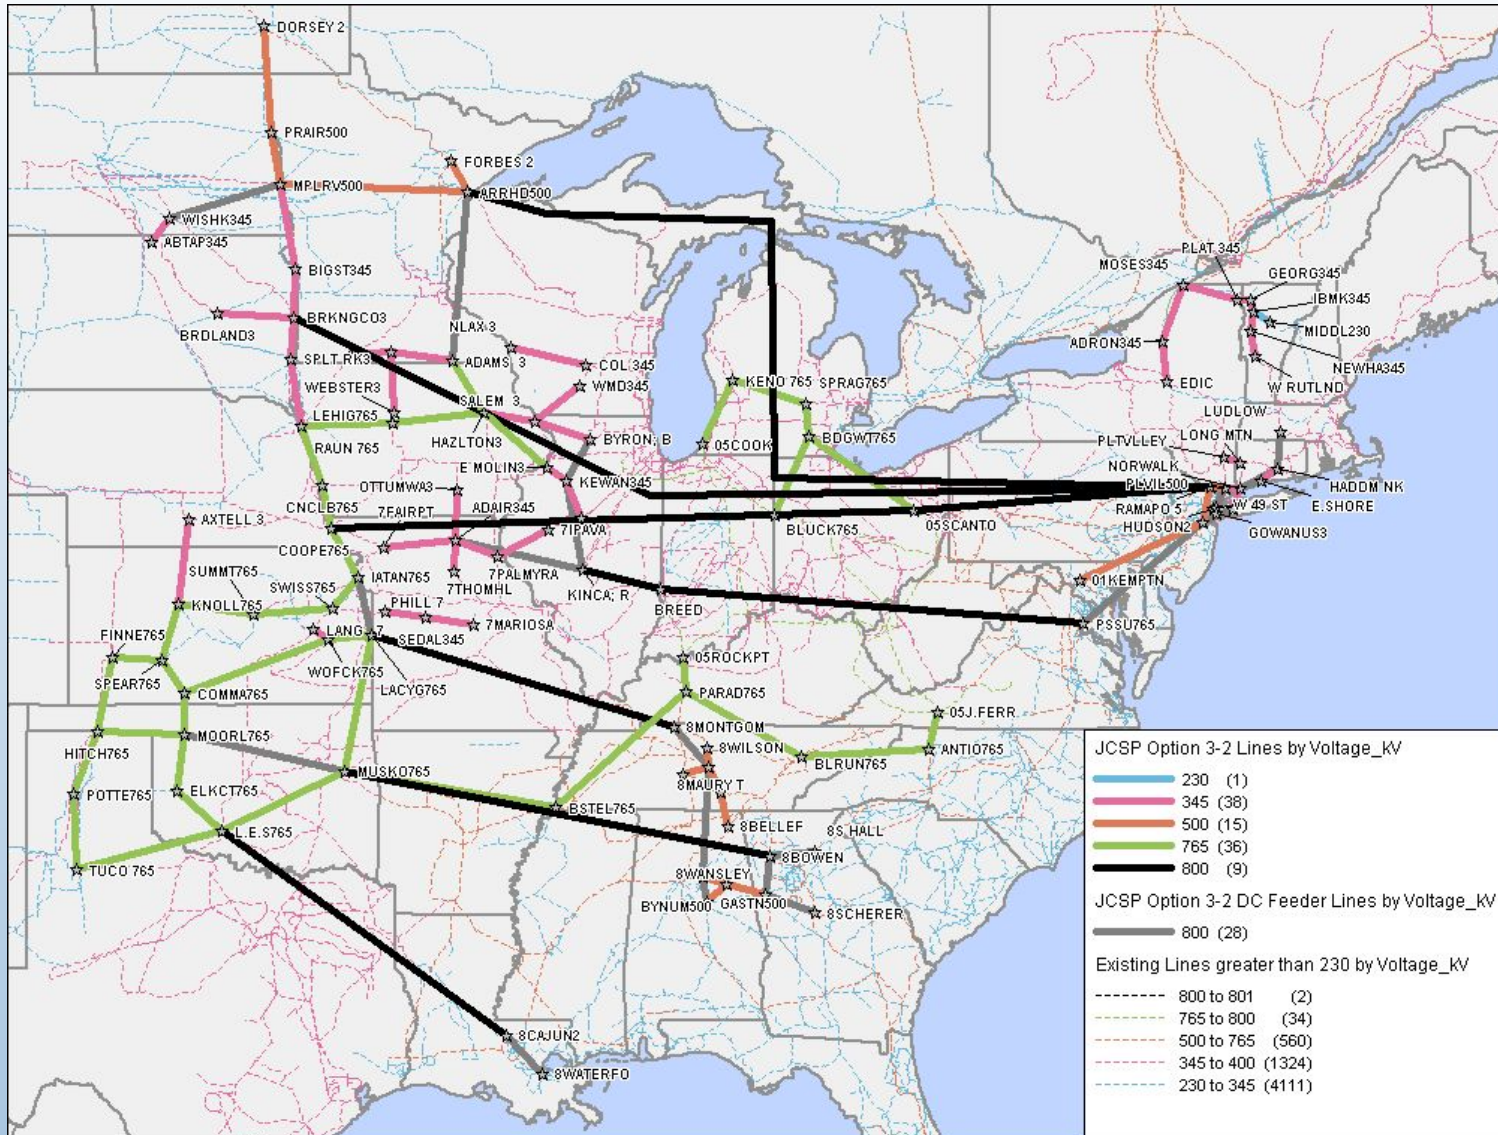 DORSEY 2
PRAIR500
FORBES 2
MPLRV500
ARRHD500
WISHK345
ABTAP345
PLAT 345
MOSES345
GEORG345
BIGST345
IBMK345
BRKNGCO3
NLAX 3
MIDDL230
BRDLAND3
ADRON345
NEWHA345
SPLT RK3
ADAMS 3
COL 345
W RUTLND
WEBSTER3
WMD345
KENO 765
SPRAG765
EDIC
LEHIG765
SALEM 3
LUDLOW
RAUN 765
HAZLTON3
BYRON; B
05COOK
BDGWT765
PLTVLLEY
LONG MTN
E MOLIN3
NORWALK
OTTUMWA3
KEWAN345
PLVIL500
HADDM NK
CNCLB765
7FAIRPT
ADAIR345
RAMAPO 5
W 49 ST
E.SHORE
AXTELL 3
7IPAVA
BLUCK765
05SCANTO
HUDSON2
GOWANUS3
COOPE765
SUMMT765
SWISS765
IATAN765
7PALMYRA
7THOMHL
KINCA; R
BREED
01KEMPTN
KNOLL765
PHILL 7
7MARIOSA
PSSU765
FINNE765
LANG 7
SEDAL345
SPEAR765
WOFCK765
LACYG765
05ROCKPT
COMMA765
PARAD765
05J.FERR
HITCH765
MOORL765
8MONTGOM
8WILSON
ANTIO765
BLRUN765
POTTE765
ELKCT765
MUSKO765
8MAURY T
BSTEL765
L.E.S765
8BELLEF
8S HALL
TUCO 765
8BOWEN
8WANSLEY
BYNUM500
GASTN500
8SCHERER
8CAJUN2
8WATERFO
JCSP Option 3-2 Lines by Voltage_kV
230 (1)
345 (38)
500 (15)
765 (36)
800 (9)
JCSP Option 3-2 DC Feeder Lines by Voltage_kV
800 (28)
Existing Lines greater than 230 by Voltage_kV
800 to 801 (2)
765 to 800 (34)
500 to 765 (560)
345 to 400 (1324)
230 to 345 (4111)